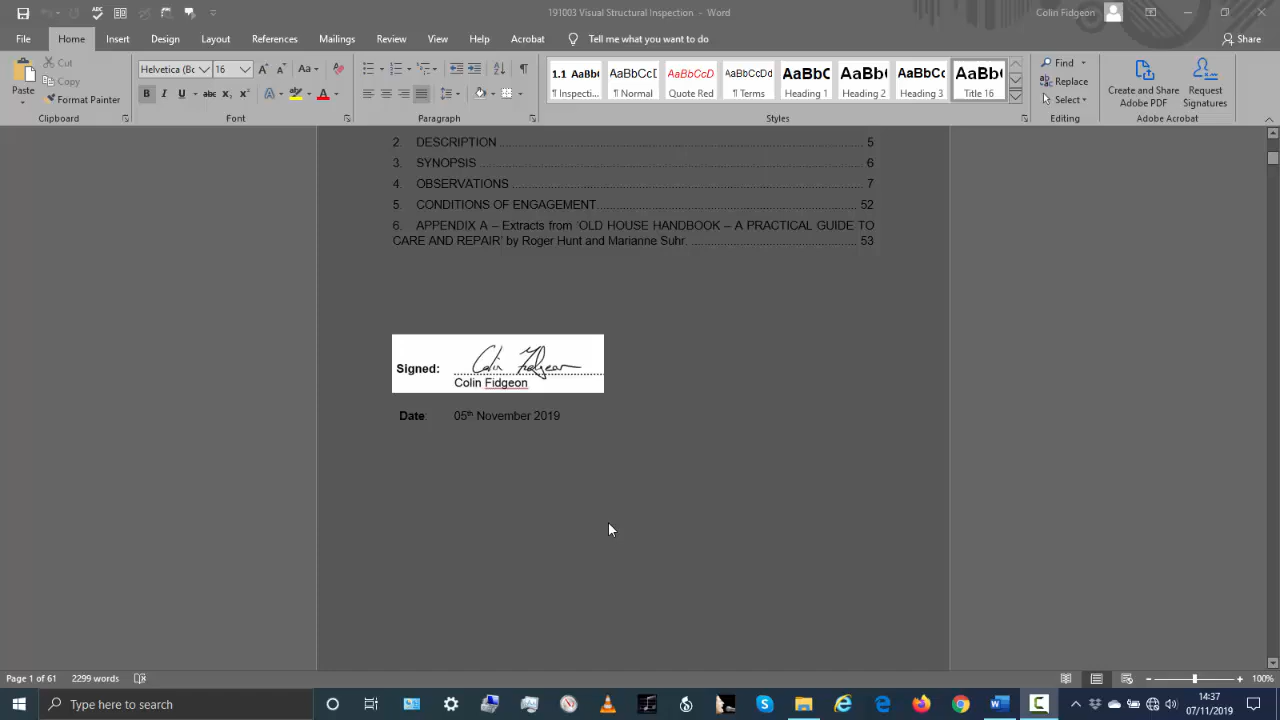 191003 Visual Structural Inspection - Word
Colin Fidgeon
File Home Insert Design Layout References Mailings Review View Help Acrobat Tell me what you want to do Share
Paste
Cut
Copy
Format Painter
Clipboard
Helvetica (Bc 16
Font
Paragraph
1.1 AaBb( AaBbCcD AaBbCcD AaBbCcDd AaBbC AaBbC AaBbCc AaBb(
¶ Inspecti... ¶ Normal Quote Red ¶ Terms Heading 1 Heading 2 Heading 3 Title 16
Styles
Find
Replace
Select
Editing
Create and Share Adobe PDF
Request Signatures
Adobe Acrobat
2. DESCRIPTION 5
3. SYNOPSIS 6
4. OBSERVATIONS 7
5. CONDITIONS OF ENGAGEMENT 52
6. APPENDIX A – Extracts from 'OLD HOUSE HANDBOOK – A PRACTICAL GUIDE TO
CARE AND REPAIR' by Roger Hunt and Marianne Suhr. 53
Colin Fidgeon
Signed:
Colin Fidgeon
Date: 05th November 2019
Page 1 of 61 2299 words 100%
Type here to search
14:37
07/11/2019